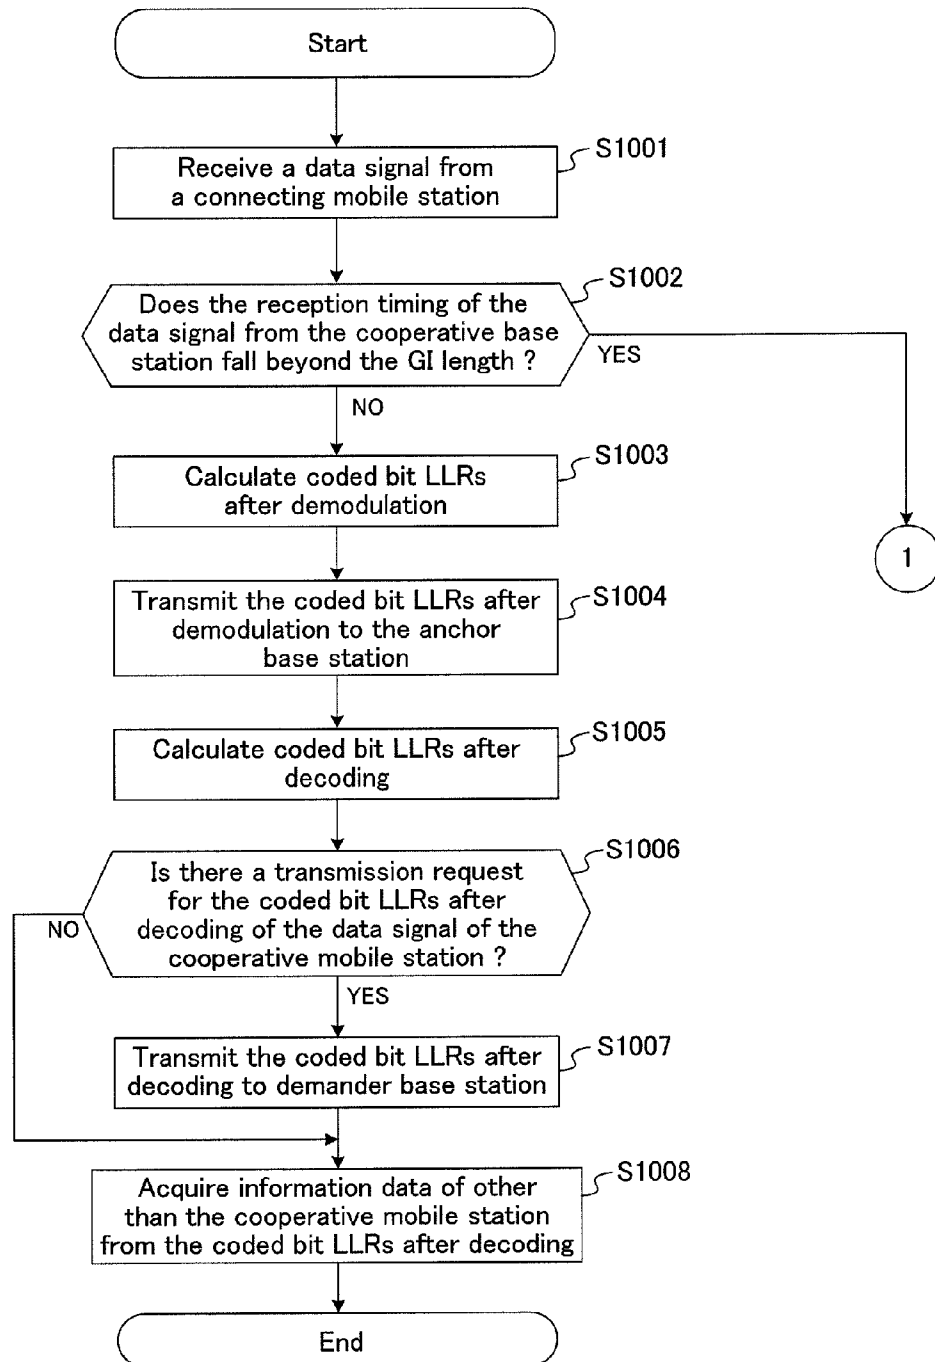 Start
S1001
Receive a data signal from
a connecting mobile station
S1002
Does the reception timing of the
data signal from the cooperative base
station fall beyond the GI length ?
YES
NO
S1003
Calculate coded bit LLRs
after demodulation
1
S1004
Transmit the coded bit LLRs after
demodulation to the anchor
base station
S1005
Calculate coded bit LLRs after
decoding
S1006
Is there a transmission request
for the coded bit LLRs after
decoding of the data signal of the
cooperative mobile station ?
NO
YES
S1007
Transmit the coded bit LLRs after
decoding to demander base station
S1008
Acquire information data of other
than the cooperative mobile station
from the coded bit LLRs after decoding
End